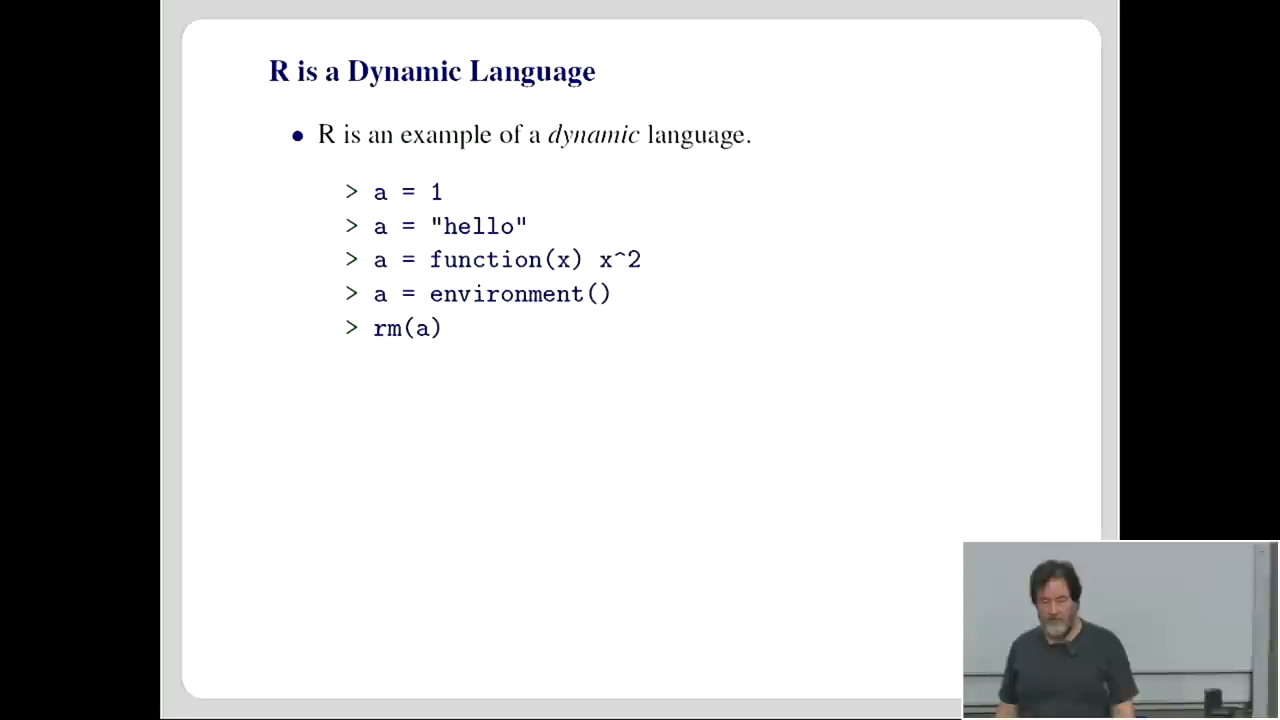 R is a Dynamic Language
• R is an example of a dynamic language.
> a = 1
> a = "hello"
> a = function(x) x^2
> a = environment()
> rm(a)